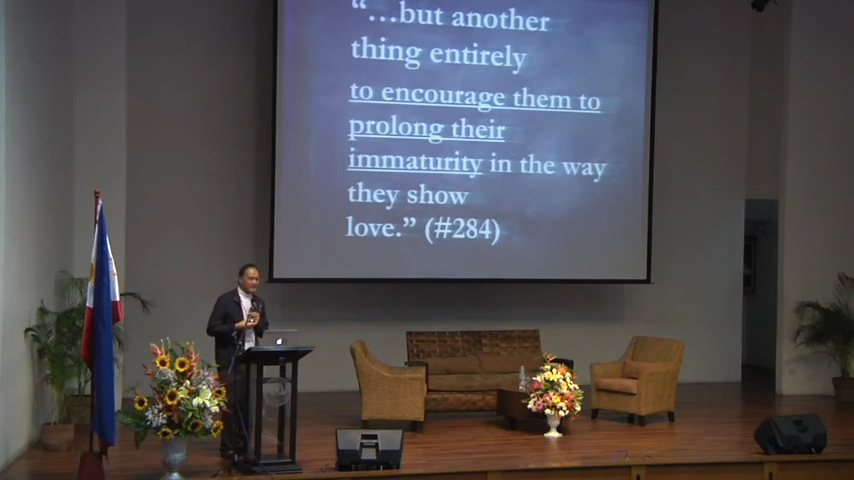 “...but another
thing entirely
to encourage them to
prolong their
immaturity in the way
they show
love.” (#284)